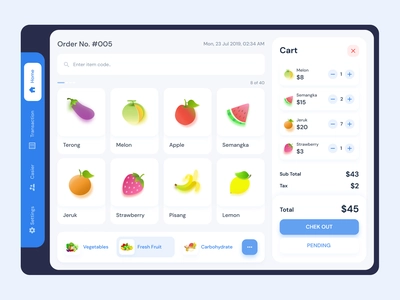 Home
Transaction
Casier
Settings
Order No. #005
Mon, 23 Jul 2019, 02:34 AM
Enter item code.
8 of 40
Terong
Melon
Apple
Semangka
Jeruk
Strawberry
Pisang
Lemon
Vegetables
Fresh Fruit
Carbohydrate
Cart
Melon
$8
1
Semangka
$15
2
Jeruk
$20
7
Strawberry
$3
1
Sub Total $43
Tax $2
Total $45
CHEK OUT
PENDING